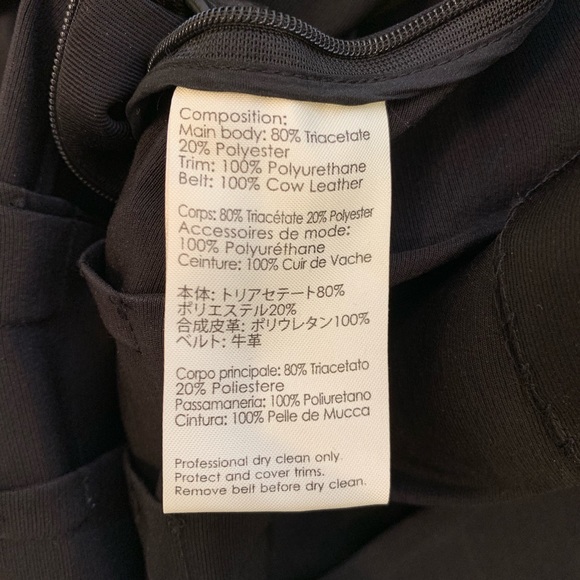 Composition:
Main body: 80% Triacetate
20% Polyester
Trim: 100% Polyurethane
Belt: 100% Cow Leather
Corps: 80% Triacétate 20% Polyester
Accessoires de mode:
100% Polyuréthane
Ceinture: 100% Cuir de Vache
本体: トリアセテート80%
ポリエステル20%
合成皮革: ポリウレタン100%
ベルト: 牛革
Corpo principale: 80% Triacetato
20% Poliestere
Passamaneria: 100% Poliuretano
Cintura: 100% Pelle de Mucca
Professional dry clean only.
Protect and cover trims.
Remove belt before dry clean.